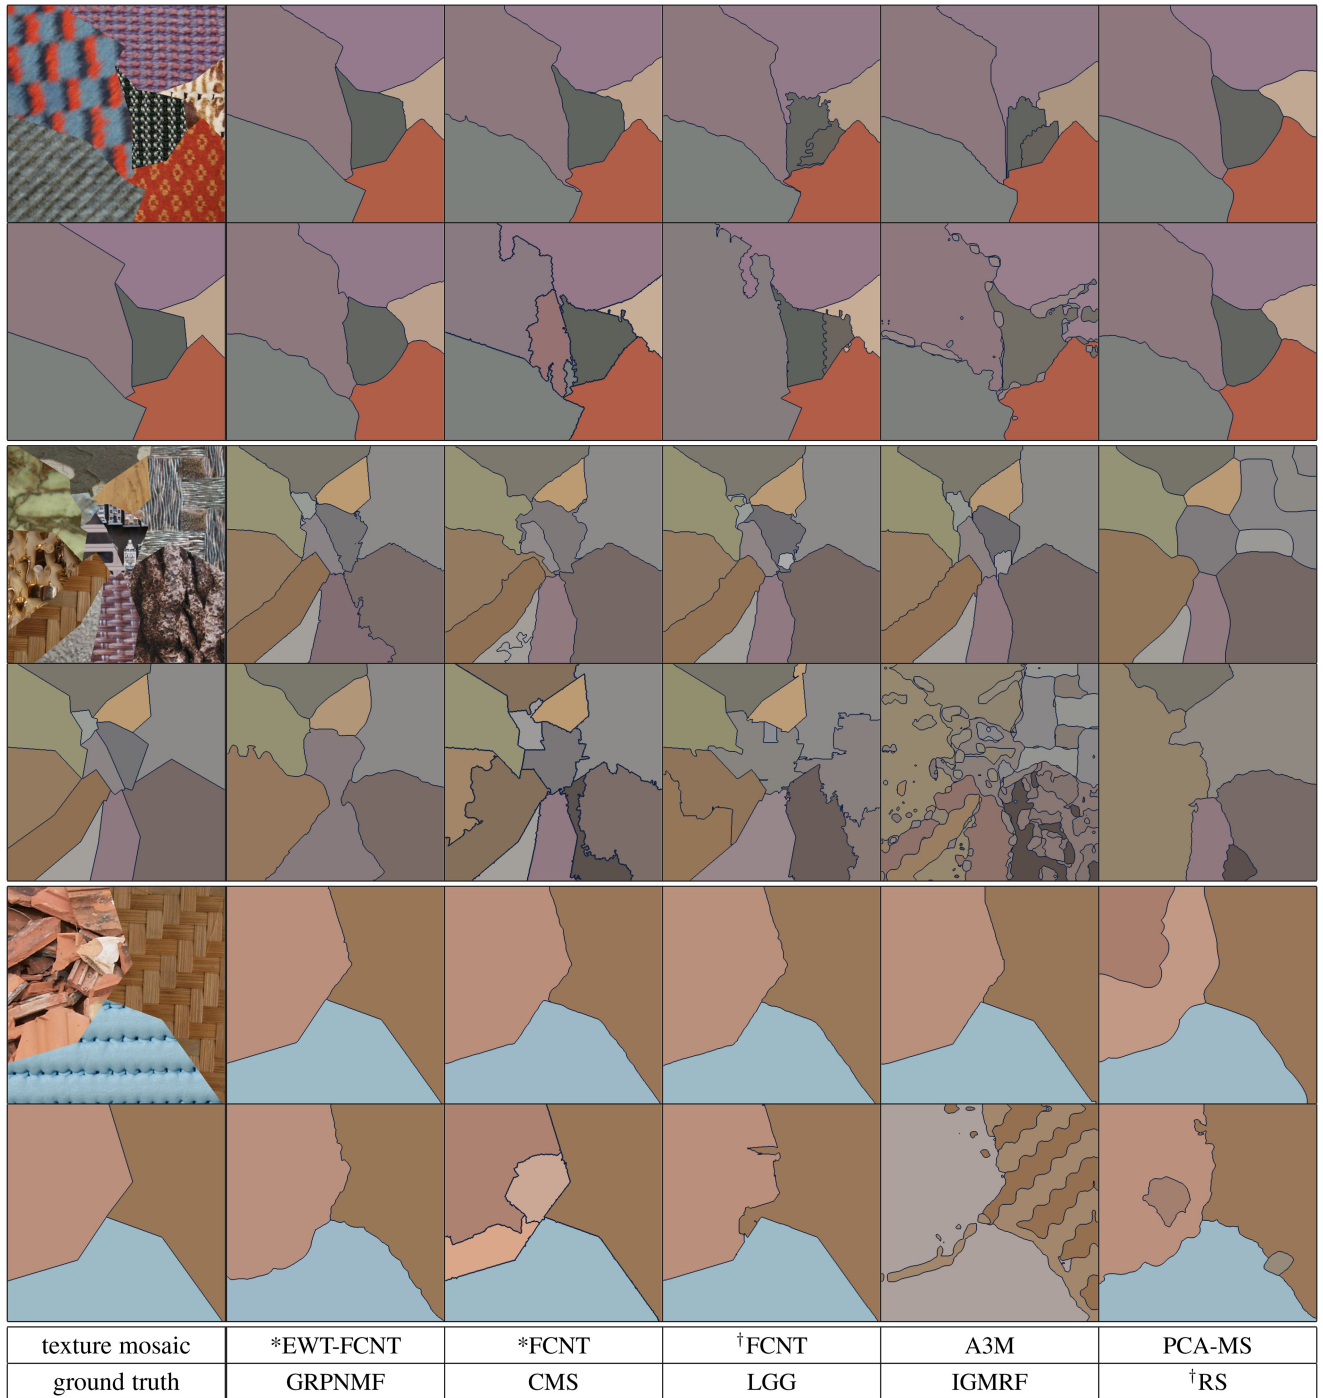 texture mosaic *EWT-FCNT *FCNT †FCNT A3M PCA-MS
ground truth GRPNMF CMS LGG IGMRF †RS